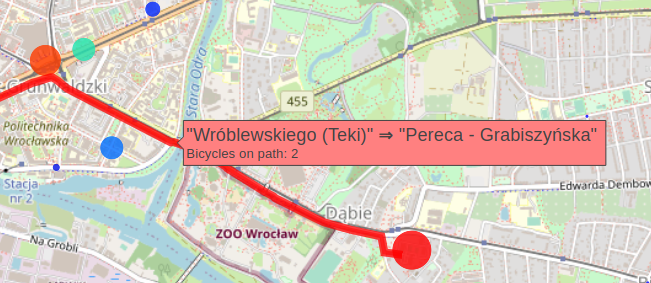 Grunwaldzki
Stara Odra
455
Politechnika
Wrocławska
"Wróblewskiego (Teki)" ⇒ "Pereca - Grabiszyńska"
Bicycles on path: 2
Stacja
nr 2
Edwarda Dembow
Dąbie
ZOO Wrocław
Na Grobli